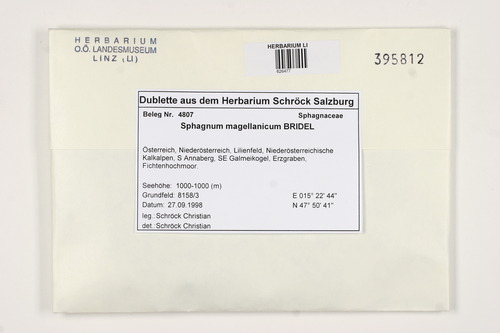 HERBARIUM
O.Ö. LANDESMUSEUM
LINZ (LI)
HERBARIUM LI
395812
Dublette aus dem Herbarium Schröck Salzburg
Beleg Nr. 4807 Sphagnaceae
Sphagnum magellanicum BRIDEL
Österreich, Niederösterreich, Lilienfeld, Niederösterreichische
Kalkalpen, S Annaberg, SE Galmeikogel, Erzgraben,
Fichtenhochmoor.
Seehöhe: 1000-1000 (m)
Grundfeld: 8158/3 E 015° 22' 44"
Datum: 27.09.1998 N 47° 50' 41"
leg.: Schröck Christian
det.: Schröck Christian